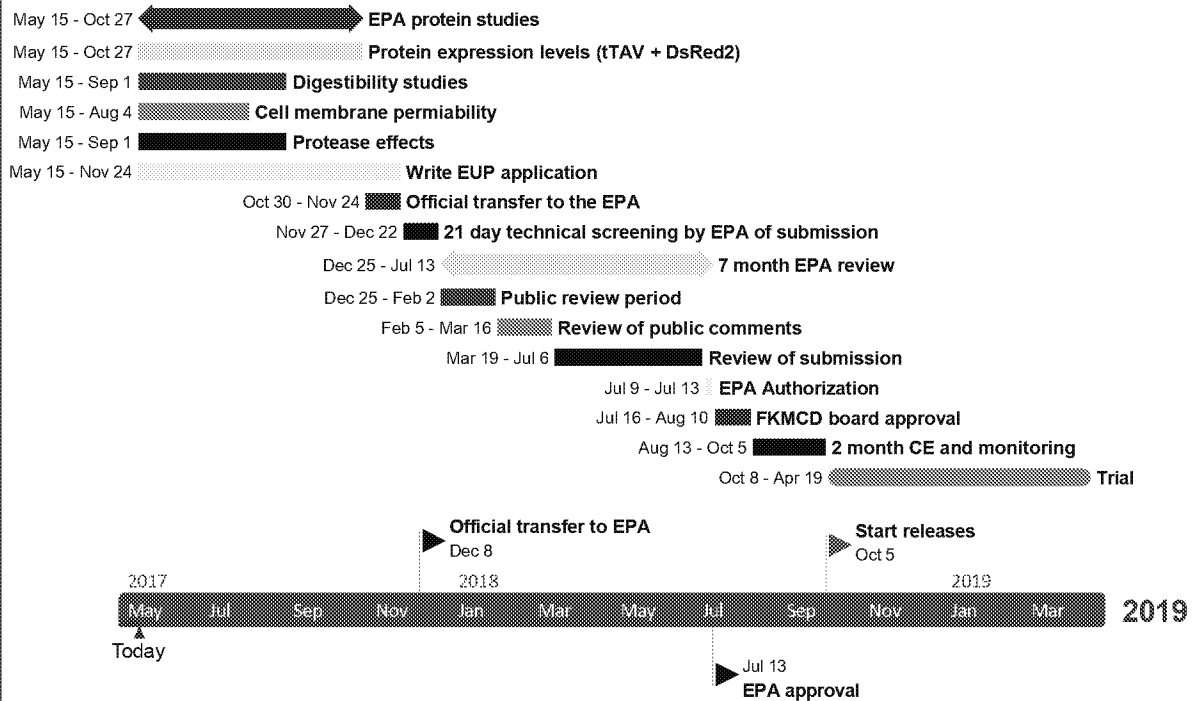 May 15 - Oct 27 EPA protein studies
May 15 - Oct 27 Protein expression levels (tTAV + DsRed2)
May 15 - Sep 1 Digestibility studies
May 15 - Aug 4 Cell membrane permiability
May 15 - Sep 1 Protease effects
May 15 - Nov 24 Write EUP application
Oct 30 - Nov 24 Official transfer to the EPA
Nov 27 - Dec 22 21 day technical screening by EPA of submission
Dec 25 - Jul 13 7 month EPA review
Dec 25 - Feb 2 Public review period
Feb 5 - Mar 16 Review of public comments
Mar 19 - Jul 6 Review of submission
Jul 9 - Jul 13 EPA Authorization
Jul 16 - Aug 10 FKMCD board approval
Aug 13 - Oct 5 2 month CE and monitoring
Oct 8 - Apr 19 Trial
Official transfer to EPA
Dec 8
Start releases
Oct 5
2017 2018 2019
May Jul Sep Nov Jan Mar May Jul Sep Nov Jan Mar 2019
Today
Jul 13
EPA approval